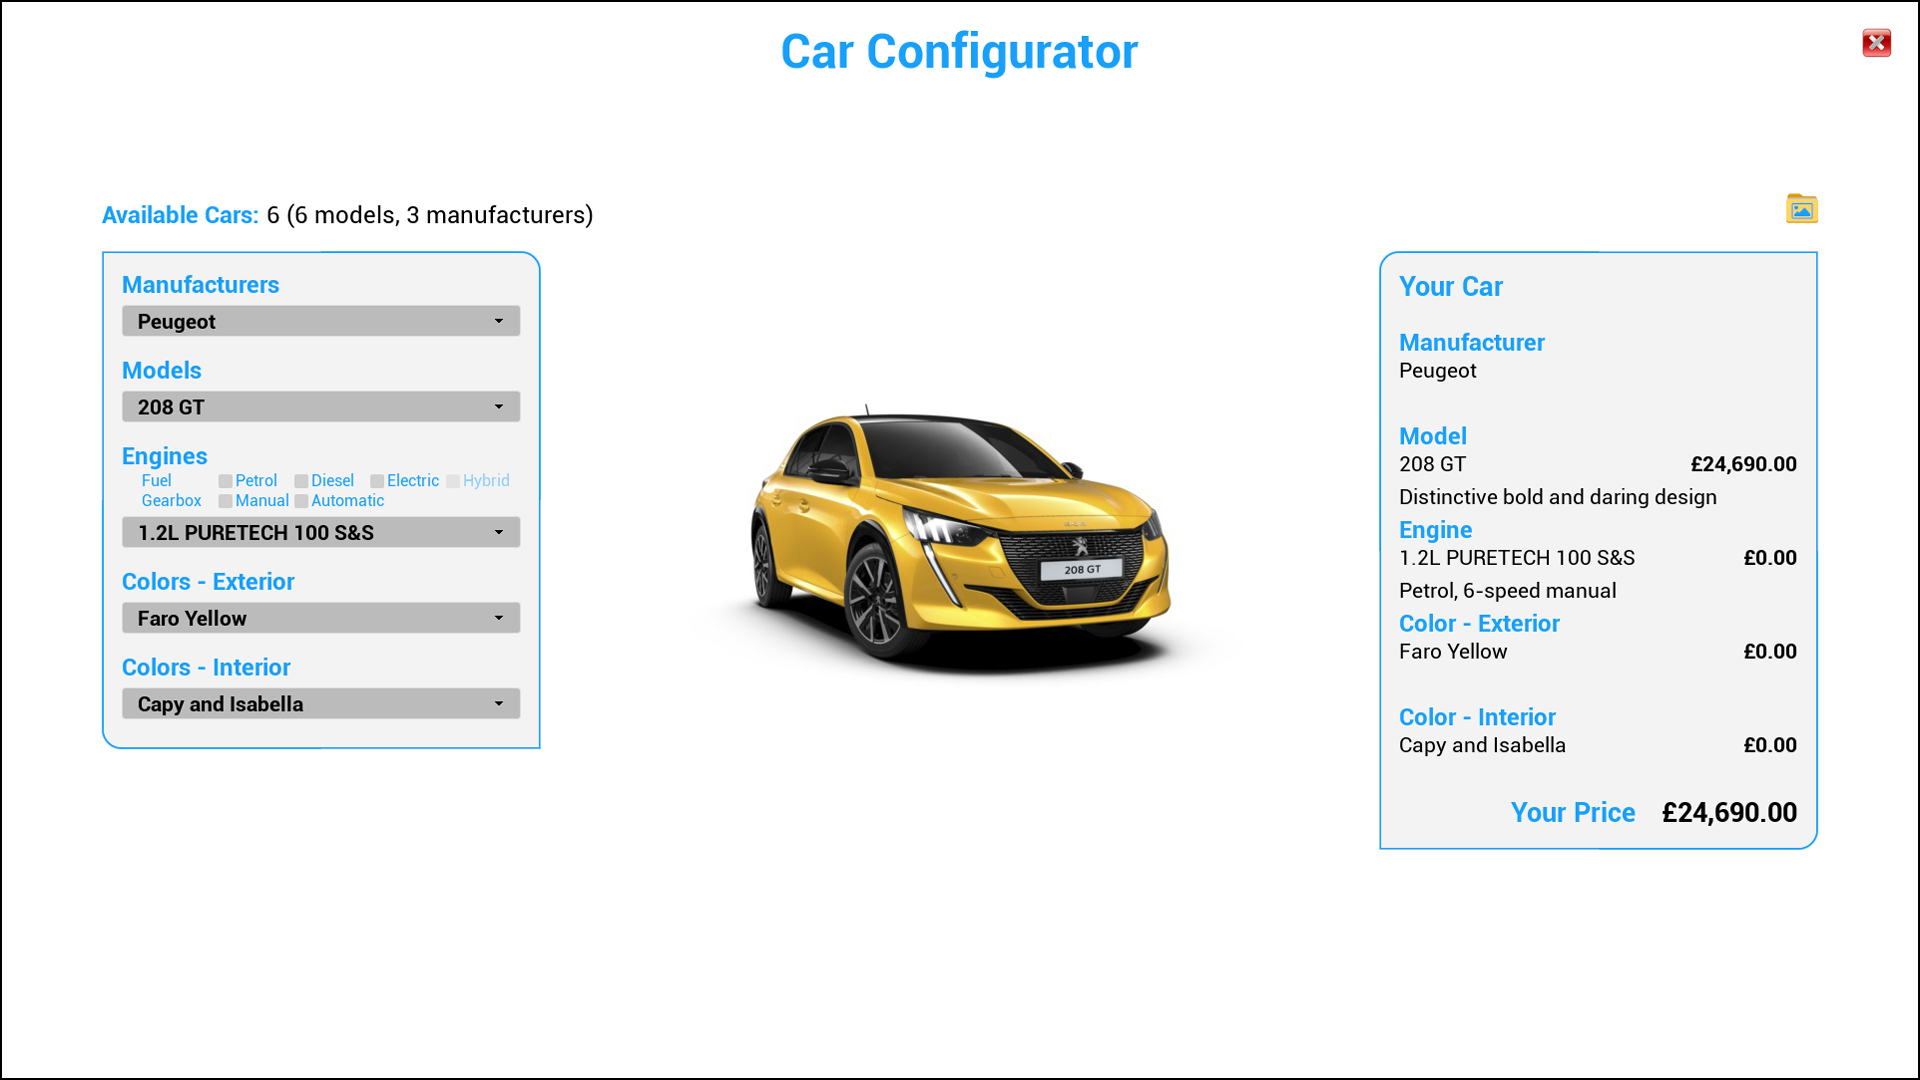 Car Configurator
Available Cars: 6 (6 models, 3 manufacturers)
Manufacturers
Peugeot
Models
208 GT
Engines
Fuel Petrol Diesel Electric Hybrid
Gearbox Manual Automatic
1.2L PURETECH 100 S&S
Colors - Exterior
Faro Yellow
Colors - Interior
Capy and Isabella
208 GT
Your Car
Manufacturer
Peugeot
Model
208 GT £24,690.00
Distinctive bold and daring design
Engine
1.2L PURETECH 100 S&S £0.00
Petrol, 6-speed manual
Color - Exterior
Faro Yellow £0.00
Color - Interior
Capy and Isabella £0.00
Your Price £24,690.00